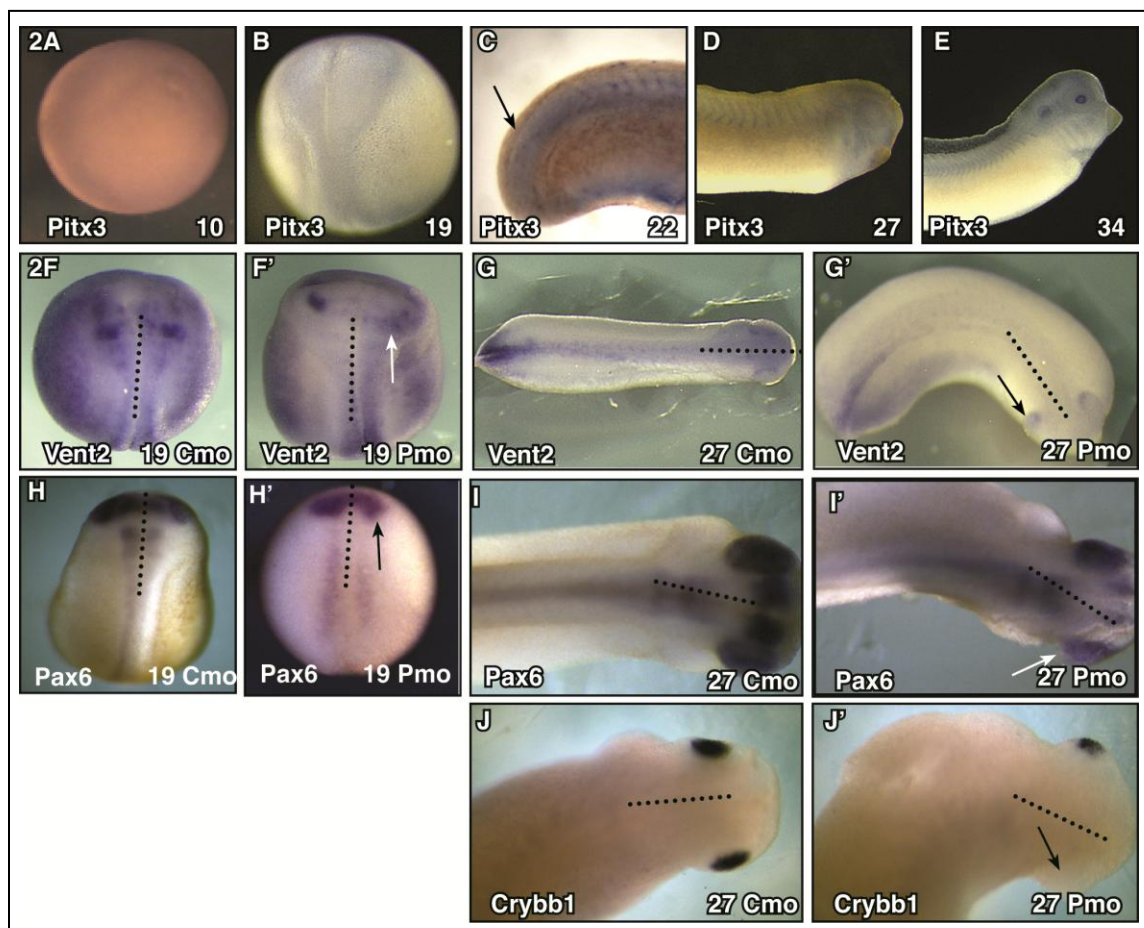 2A
Pitx3 10
B
Pitx3 19
C
Pitx3 22
D
Pitx3 27
E
Pitx3 34
2F
Vent2 19 Cmo
F'
Vent2 19 Pmo
G
Vent2 27 Cmo
G'
Vent2 27 Pmo
H
Pax6 19 Cmo
H'
Pax6 19 Pmo
I
Pax6 27 Cmo
I'
Pax6 27 Pmo
J
Crybb1 27 Cmo
J'
Crybb1 27 Pmo